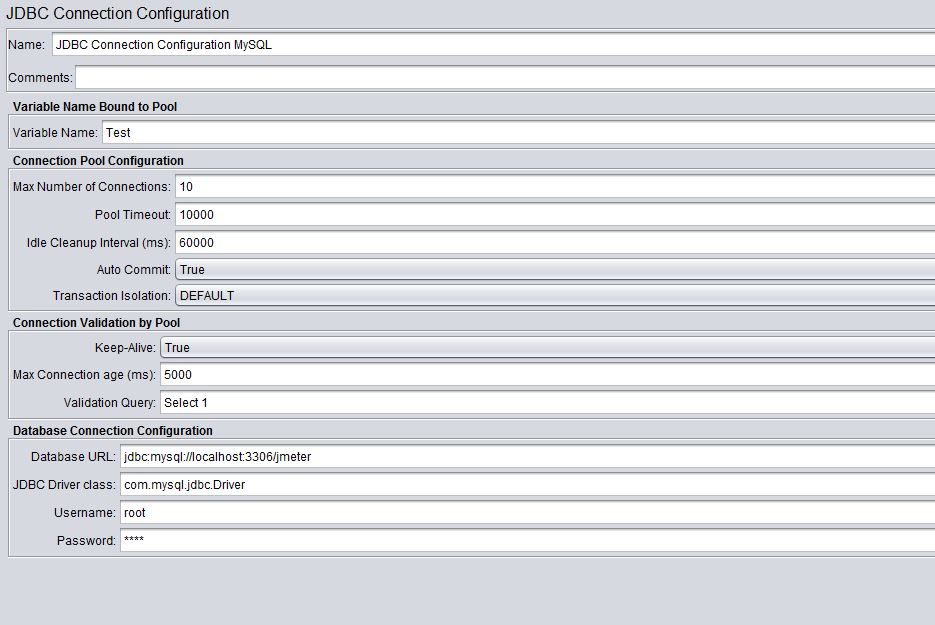 JDBC Connection Configuration
Name: JDBC Connection Configuration MySQL
Comments:
Variable Name Bound to Pool
Variable Name: Test
Connection Pool Configuration
Max Number of Connections: 10
Pool Timeout: 10000
Idle Cleanup Interval (ms): 60000
Auto Commit: True
Transaction Isolation: DEFAULT
Connection Validation by Pool
Keep-Alive: True
Max Connection age (ms): 5000
Validation Query: Select 1
Database Connection Configuration
Database URL: jdbc:mysql://localhost:3306/jmeter
JDBC Driver class: com.mysql.jdbc.Driver
Username: root
Password: ****